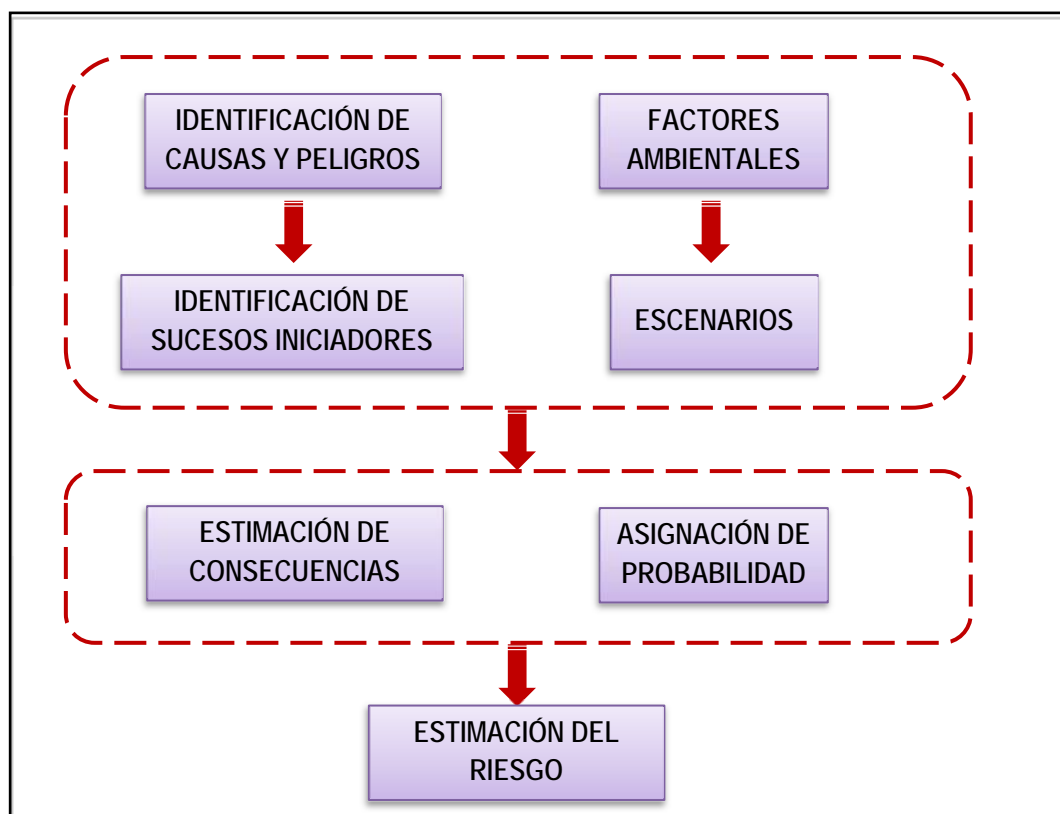 IDENTIFICACIÓN DE
CAUSAS Y PELIGROS
FACTORES
AMBIENTALES
IDENTIFICACIÓN DE
SUCESOS INICIADORES
ESCENARIOS
ESTIMACIÓN DE
CONSECUENCIAS
ASIGNACIÓN DE
PROBABILIDAD
ESTIMACIÓN DEL
RIESGO